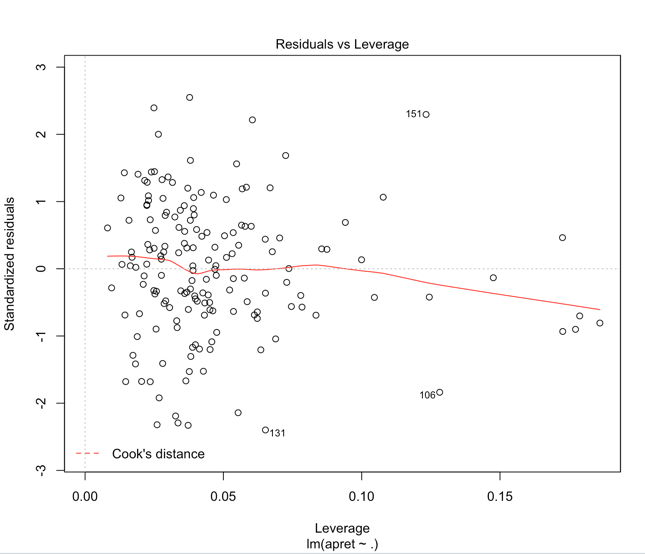 Residuals vs Leverage
Standardized residuals
3
2
1
0
-1
-2
-3
151
106
131
Cook's distance
0.00 0.05 0.10 0.15
Leverage
lm(apret ~ .)